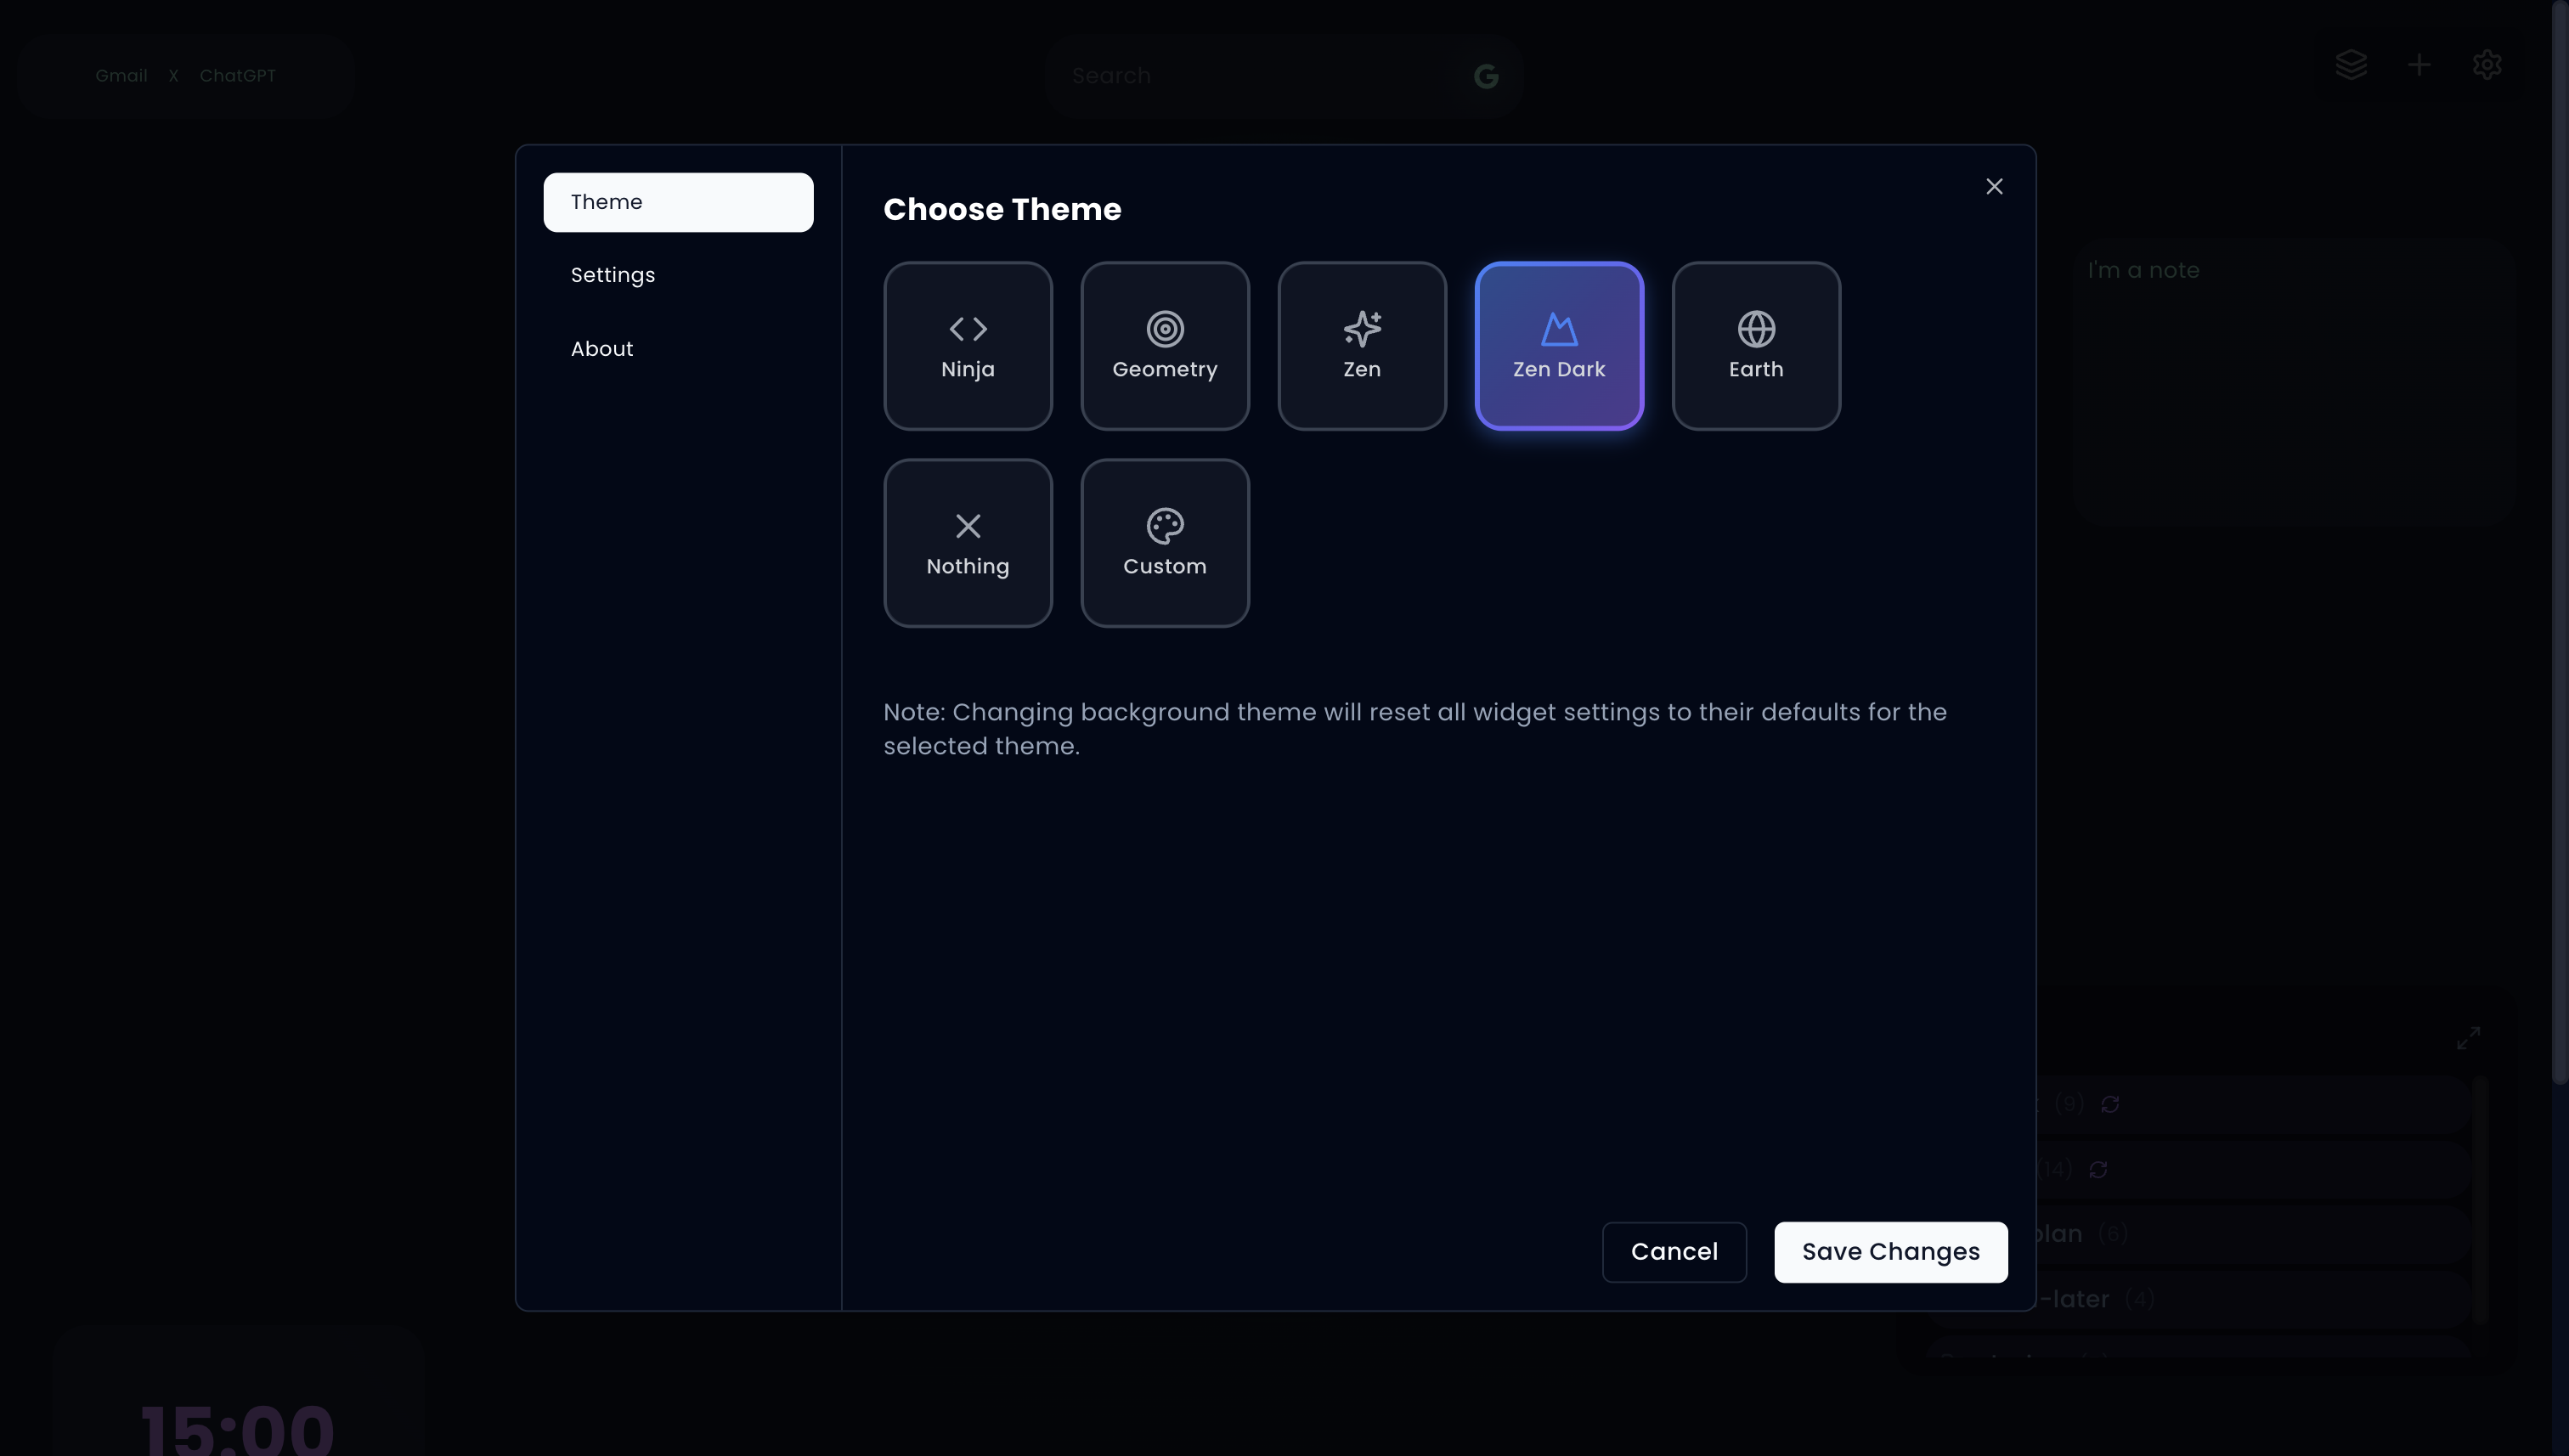 Gmail X ChatGPT
Search
Theme
Settings
About
Choose Theme
Ninja
Geometry
Zen
Zen Dark
Earth
Nothing
Custom
Note: Changing background theme will reset all widget settings to their defaults for the
selected theme.
Cancel
Save Changes
I'm a note
(9)
(14)
plan (6)
-later (4)
15:00